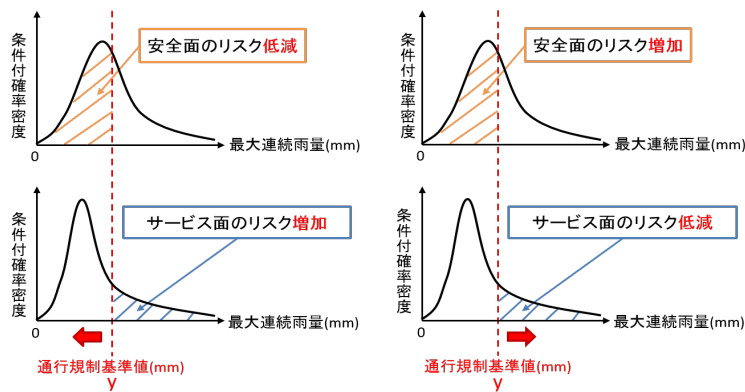 条件付確率密度
安全面のリスク低減
0
最大連続雨量(mm)
条件付確率密度
サービス面のリスク増加
0
最大連続雨量(mm)
通行規制基準値(mm)
y
条件付確率密度
安全面のリスク増加
0
最大連続雨量(mm)
条件付確率密度
サービス面のリスク低減
0
最大連続雨量(mm)
通行規制基準値(mm)
y